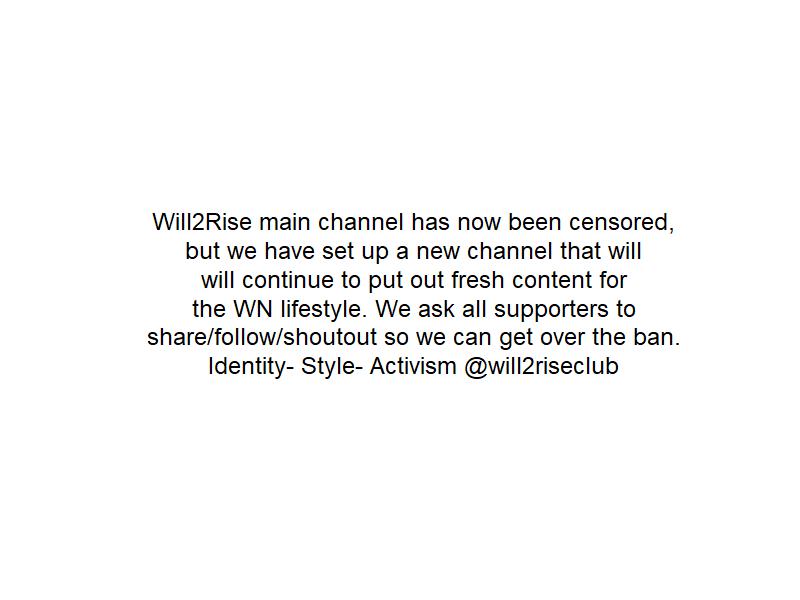 Will2Rise main channel has now been censored,
but we have set up a new channel that will
will continue to put out fresh content for
the WN lifestyle. We ask all supporters to
share/follow/shoutout so we can get over the ban.
Identity- Style- Activism @will2riseclub